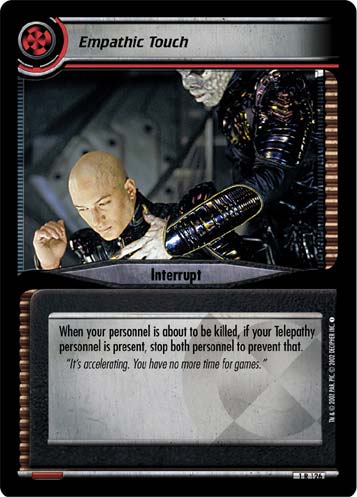 Empathic Touch
Interrupt
When your personnel is about to be killed, if your Telepathy
personnel is present, stop both personnel to prevent that.
"It's accelerating. You have no more time for games."
TM & © 2002 PAR. PIC. © 2002 DECIPHER INC.
1 R 126